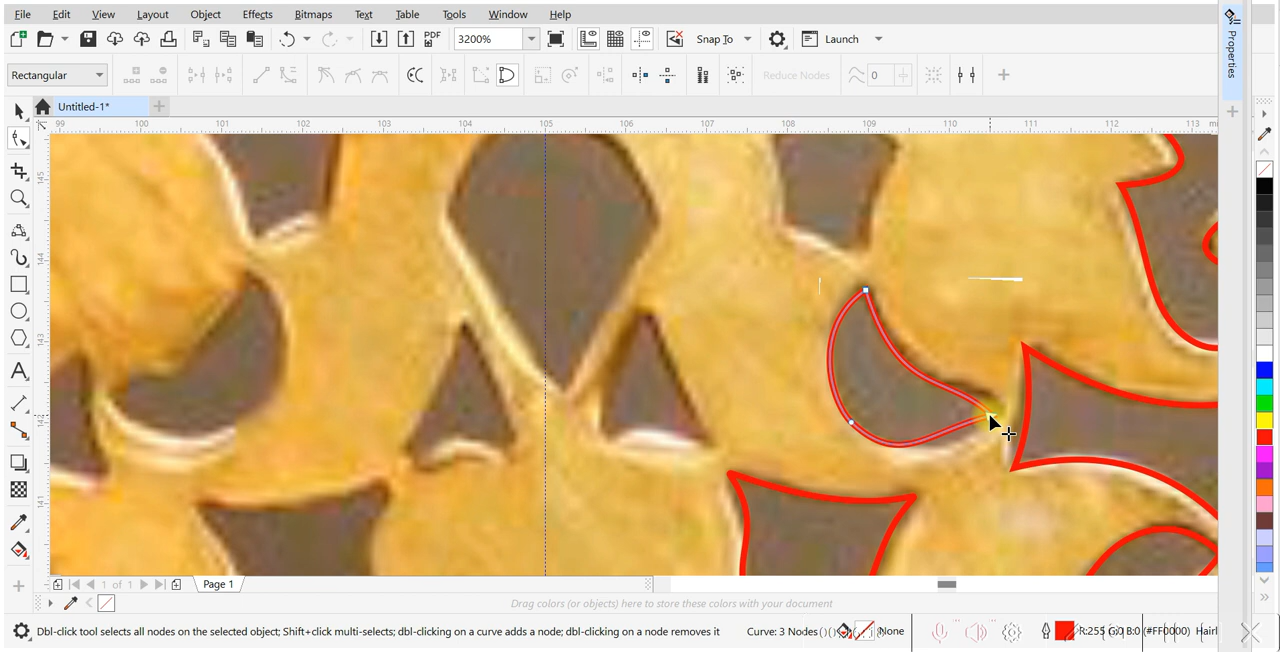 File Edit View Layout Object Effects Bitmaps Text Table Tools Window Help
PDF 3200% Snap To Launch
Rectangular Reduce Nodes 0
Untitled-1*
99 100 101 102 103 104 105 106 107 108 109 110 111 112 113
145
144
143
142
141
Properties
1 of 1 Page 1
Drag colors (or objects) here to store these colors with your document
Dbl-click tool selects all nodes on the selected object; Shift+click multi-selects; dbl-clicking on a curve adds a node; dbl-clicking on a node removes it Curve: 3 Nodes None R:255 G:0 B:0 (#FF0000) Hairl